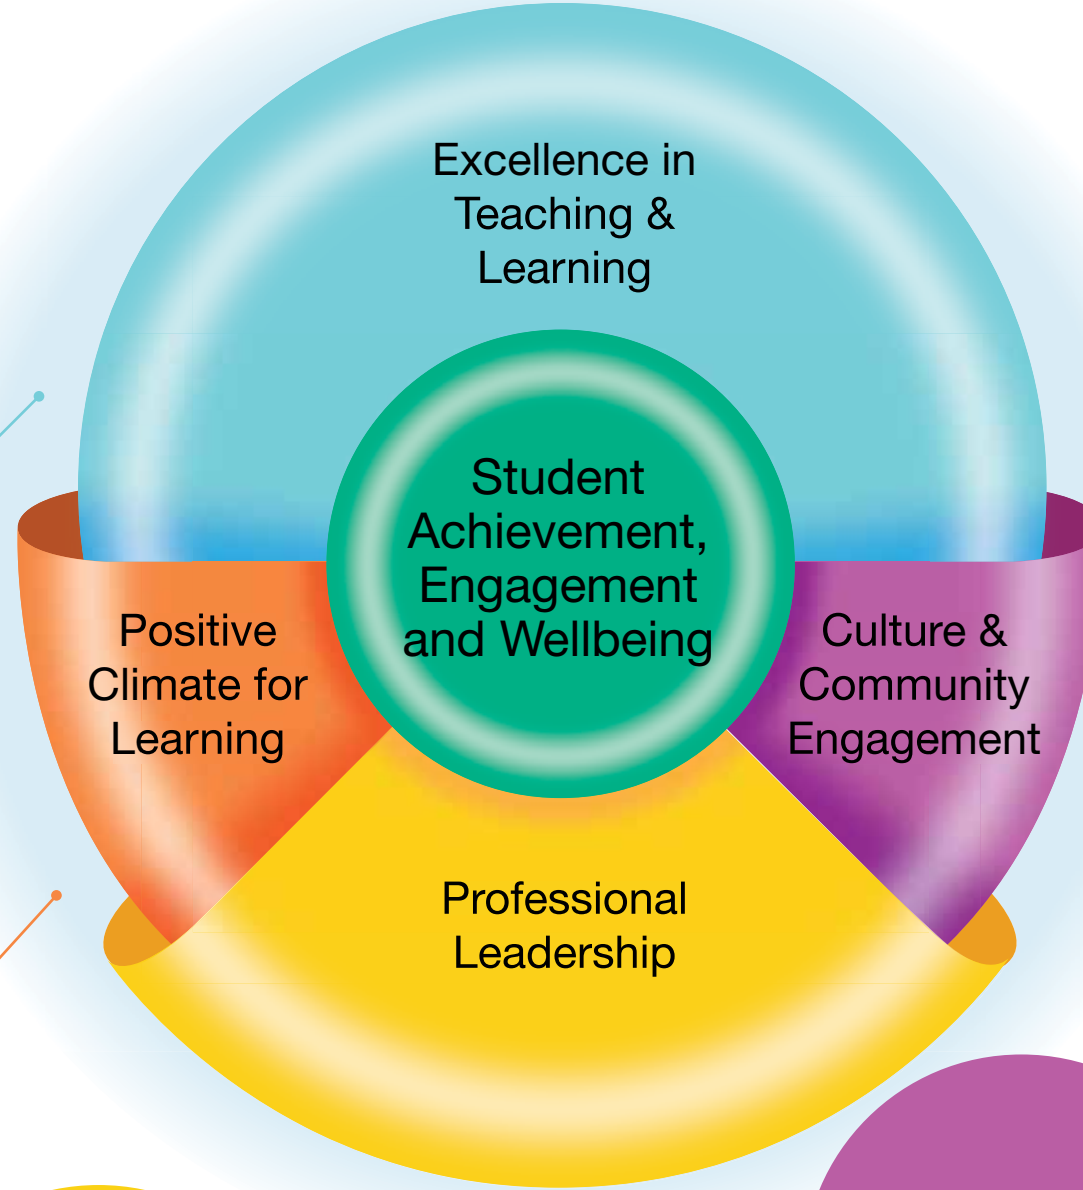 Excellence in
Teaching &
Learning
Student
Achievement,
Engagement
and Wellbeing
Positive
Climate for
Learning
Culture &
Community
Engagement
Professional
Leadership